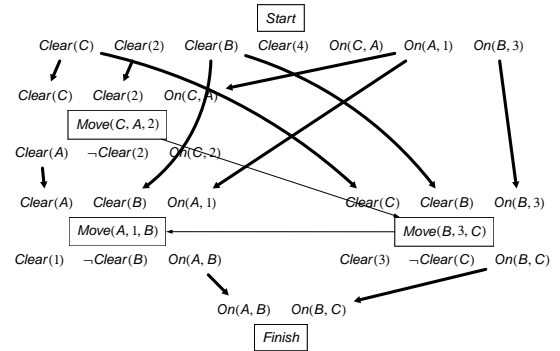 Start
Clear(C) Clear(2) Clear(B) Clear(4) On(C, A) On(A, 1) On(B, 3)
Clear(C) Clear(2) On(C, A)
Move(C, A, 2)
Clear(A) ¬Clear(2) On(C, 2)
Clear(A) Clear(B) On(A, 1) Clear(C) Clear(B) On(B, 3)
Move(A, 1, B) Move(B, 3, C)
Clear(1) ¬Clear(B) On(A, B) Clear(3) ¬Clear(C) On(B, C)
On(A, B) On(B, C)
Finish